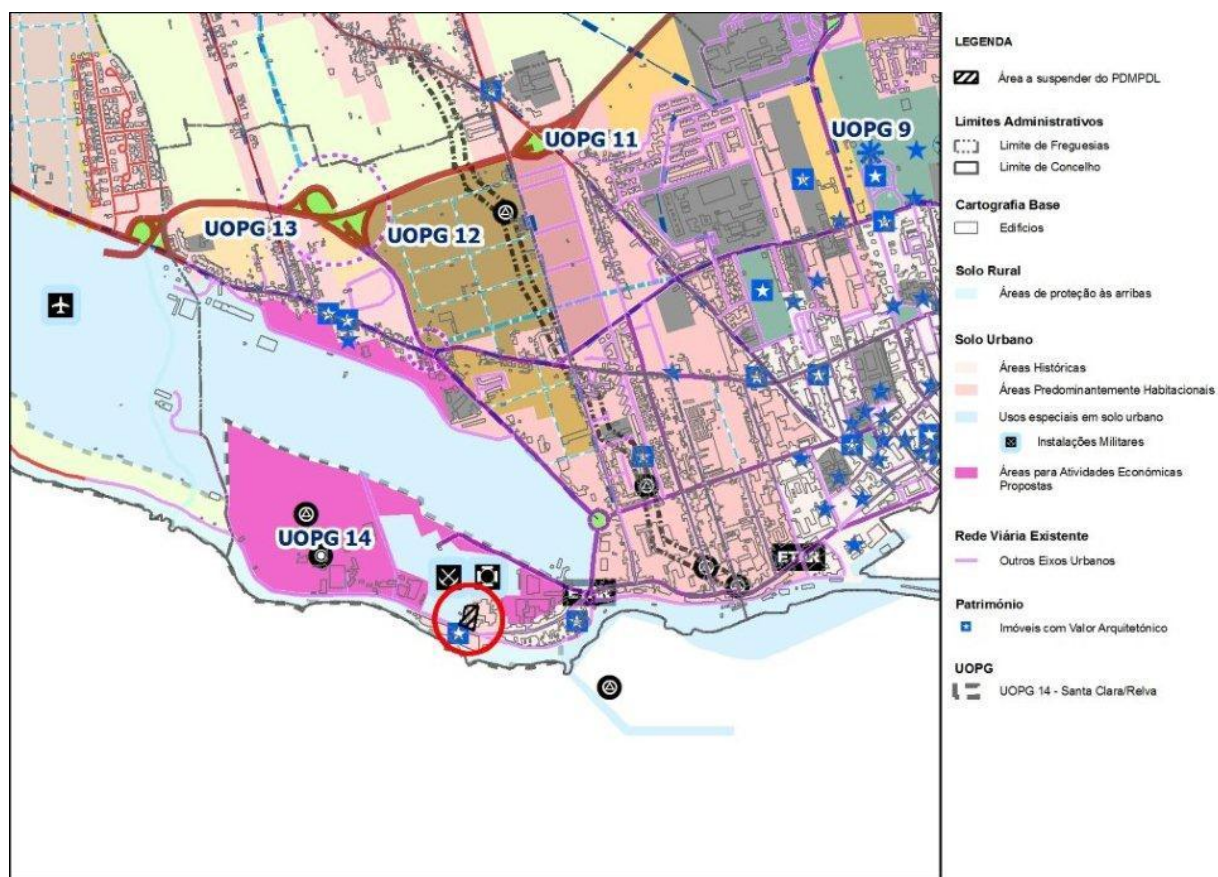 UOPG 9
UOPG 11
UOPG 13
UOPG 12
UOPG 14
LEGENDA
Área a suspender do PDMPDL
Limites Administrativos
Limite de Freguesias
Limite de Concelho
Cartografia Base
Edifícios
Solo Rural
Áreas de proteção às arribas
Solo Urbano
Áreas Históricas
Áreas Predominantemente Habitacionais
Usos especiais em solo urbano
Instalações Militares
Áreas para Atividades Económicas
Propostas
Rede Viária Existente
Outros Eixos Urbanos
Património
Imóveis com Valor Arquitetónico
UOPG
UOPG 14 - Santa Clara/Relva